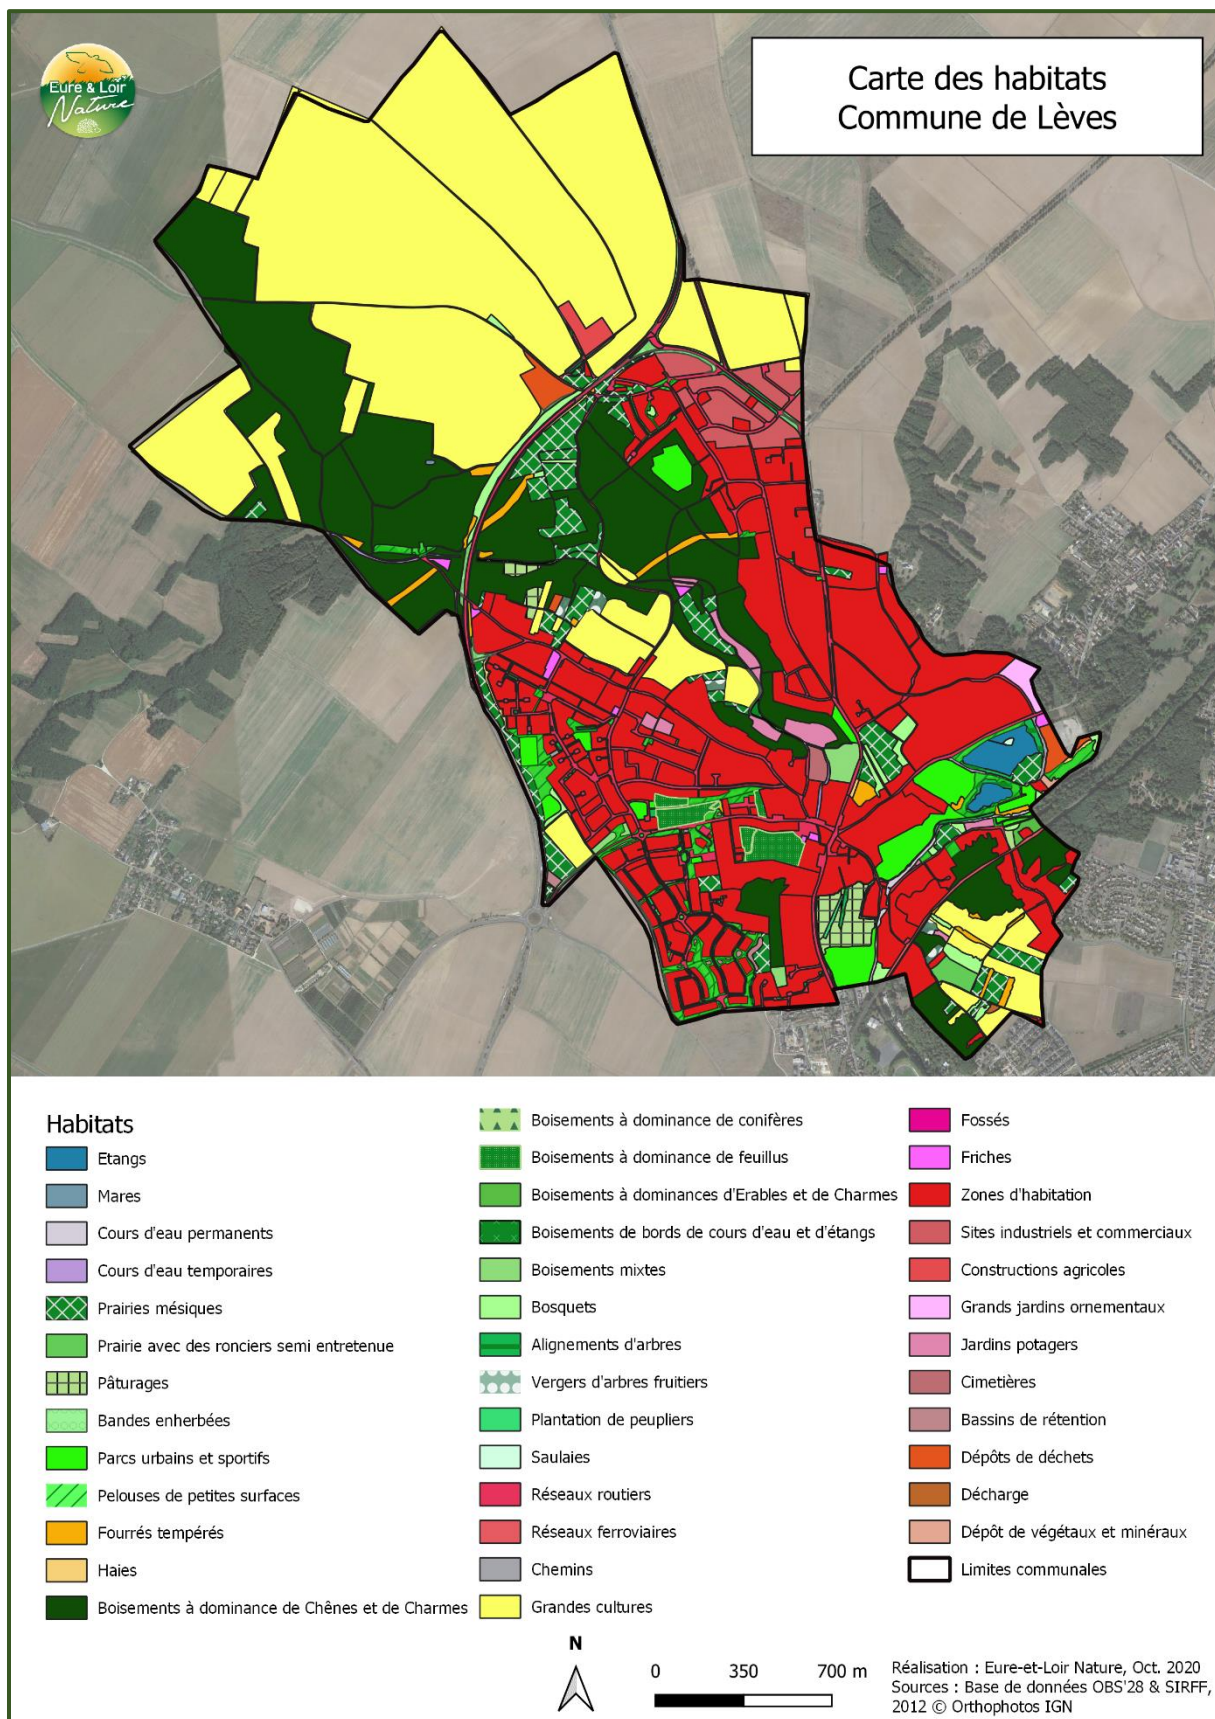 Eure & Loir
Nature
Carte des habitats
Commune de Lèves
Habitats
Etangs
Mares
Cours d'eau permanents
Cours d'eau temporaires
Prairies mésiques
Prairie avec des ronciers semi entretenue
Pâturages
Bandes enherbées
Parcs urbains et sportifs
Pelouses de petites surfaces
Fourrés tempérés
Haies
Boisements à dominance de Chênes et de Charmes
Boisements à dominance de conifères
Boisements à dominance de feuillus
Boisements à dominances d'Erables et de Charmes
Boisements de bords de cours d'eau et d'étangs
Boisements mixtes
Bosquets
Alignements d'arbres
Vergers d'arbres fruitiers
Plantation de peupliers
Saulaies
Réseaux routiers
Réseaux ferroviaires
Chemins
Grandes cultures
Fossés
Friches
Zones d'habitation
Sites industriels et commerciaux
Constructions agricoles
Grands jardins ornementaux
Jardins potagers
Cimetières
Bassins de rétention
Dépôts de déchets
Décharge
Dépôt de végétaux et minéraux
Limites communales
N
0 350 700 m
Réalisation : Eure-et-Loir Nature, Oct. 2020
Sources : Base de données OBS'28 & SIRFF,
2012 © Orthophotos IGN